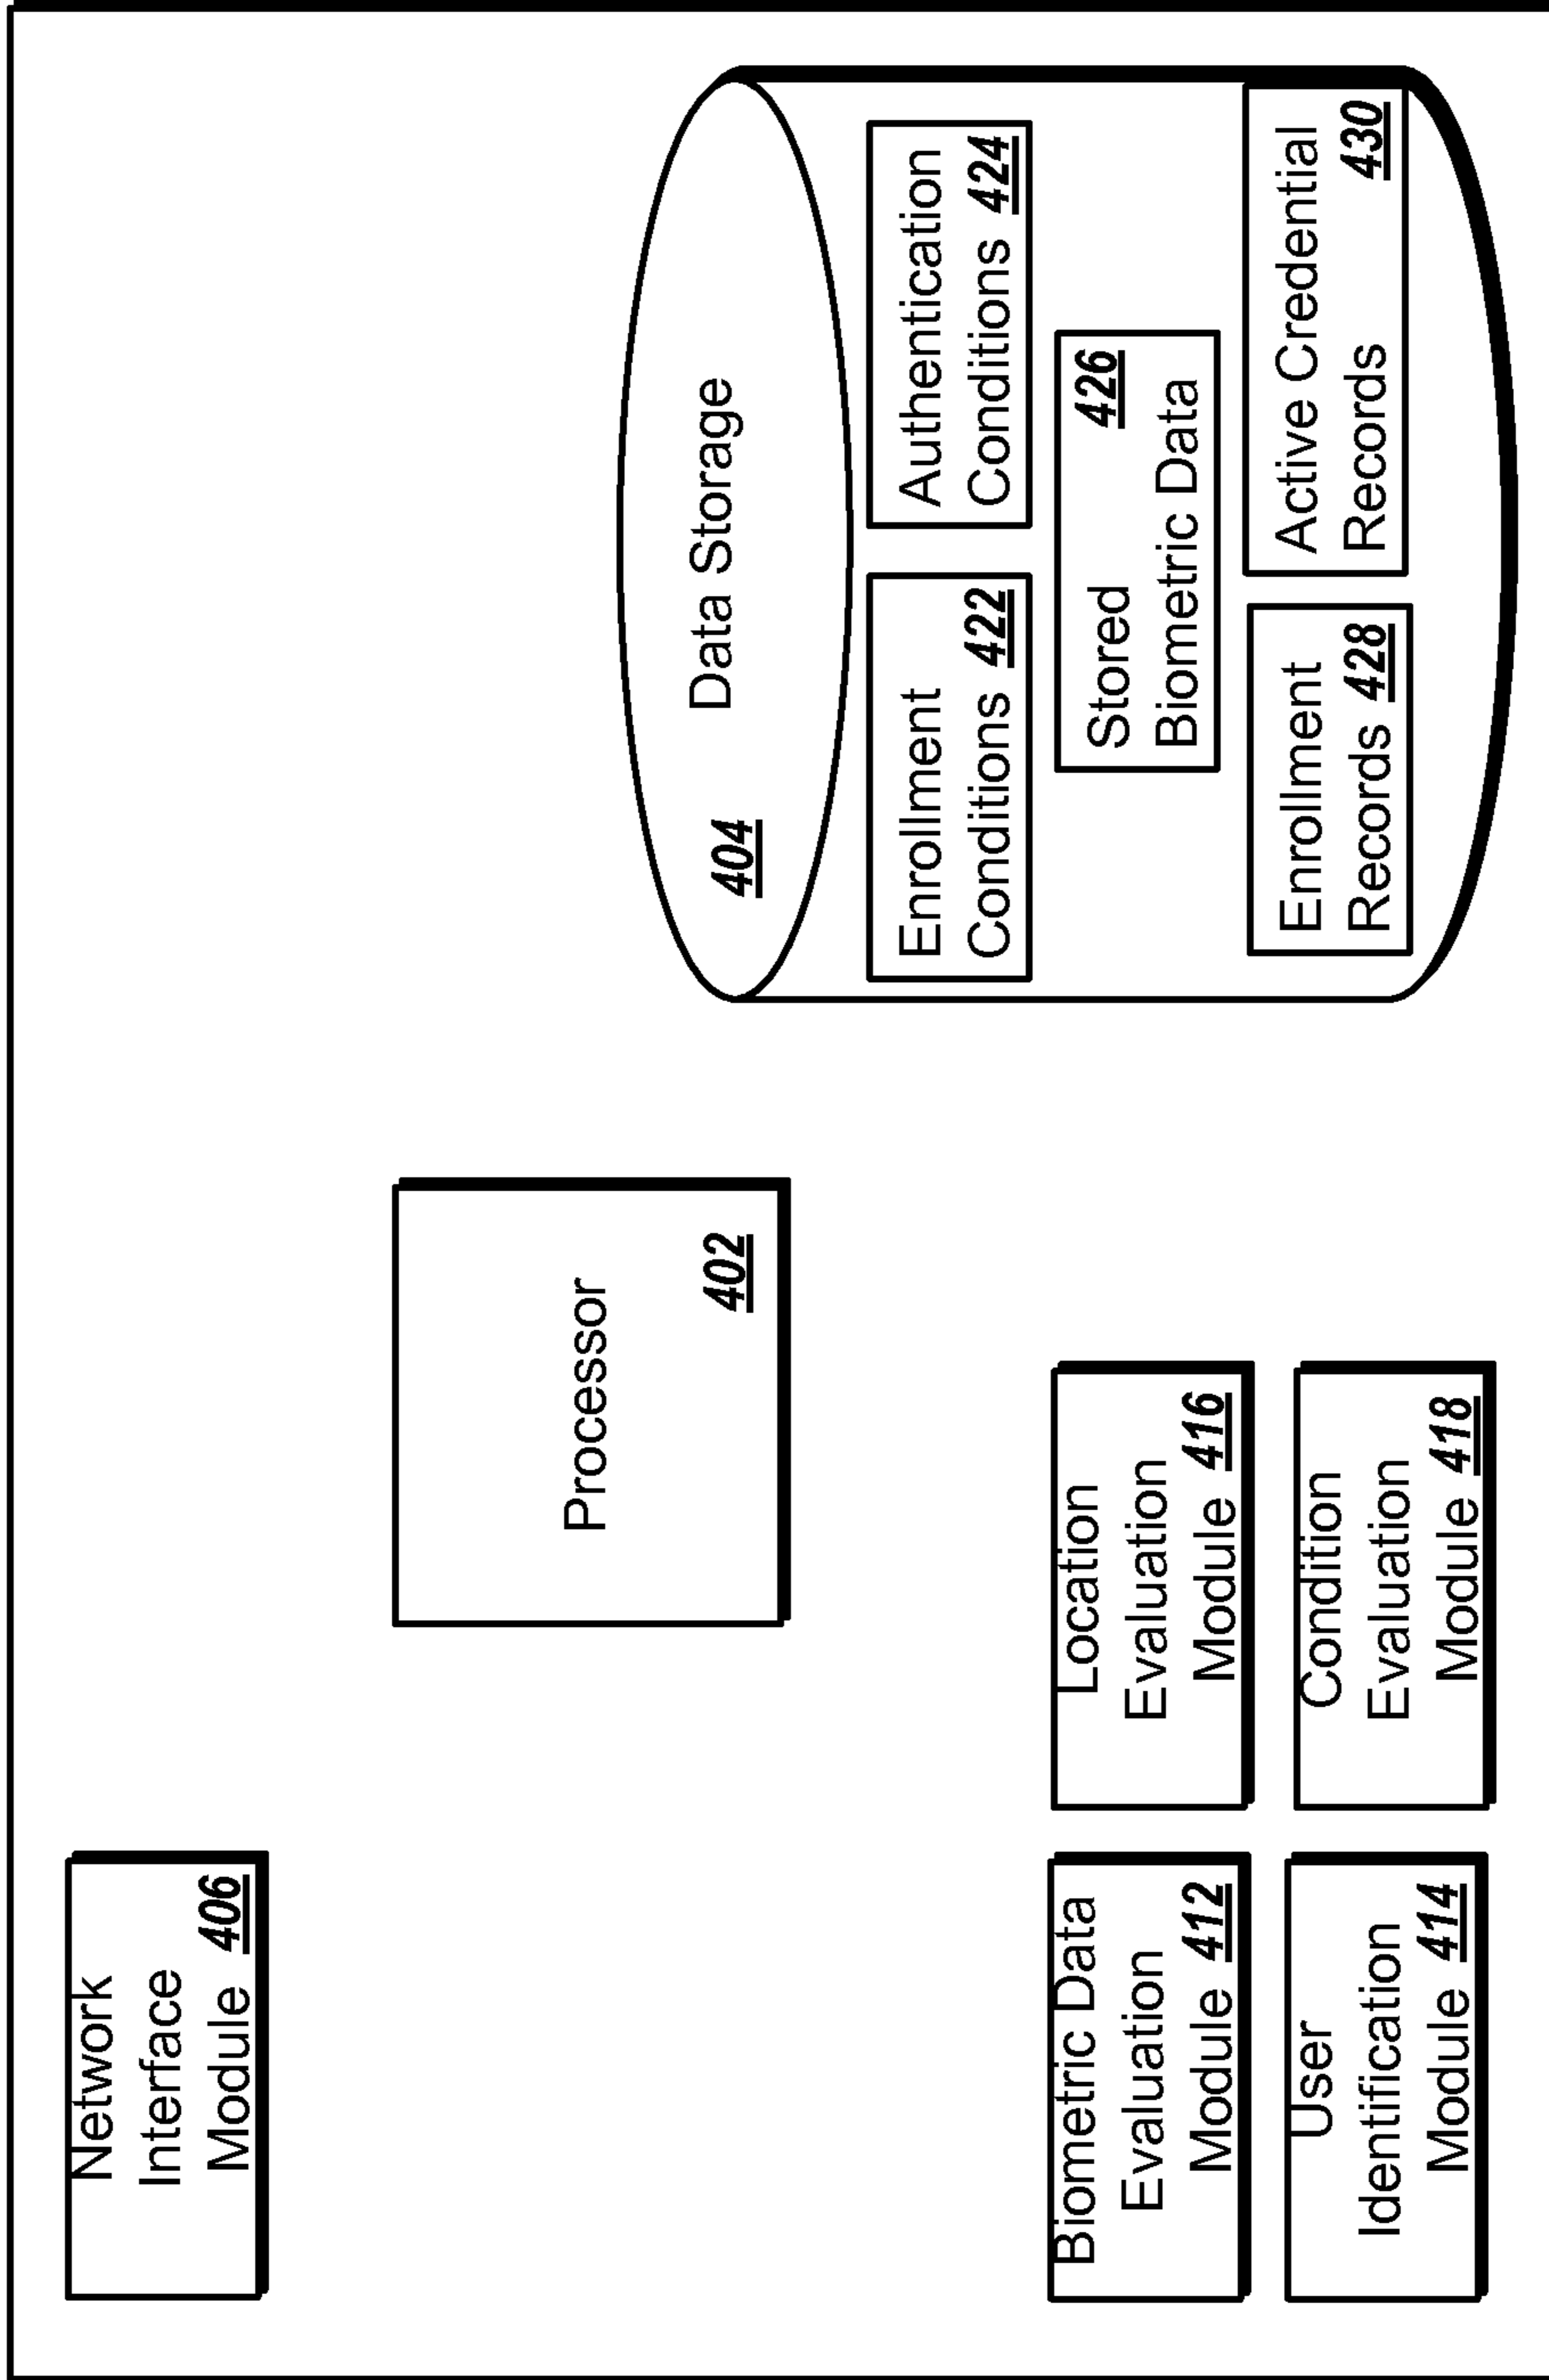 Network
Interface
Module 406
Processor
402
Data Storage
404
Enrollment
Conditions 422
Authentication
Conditions 424
Stored 426
Biometric Data
Enrollment
Records 428
Active Credential
Records 430
Biometric Data
Evaluation
Module 412
Location
Evaluation
Module 416
User
Identification
Module 414
Condition
Evaluation
Module 418